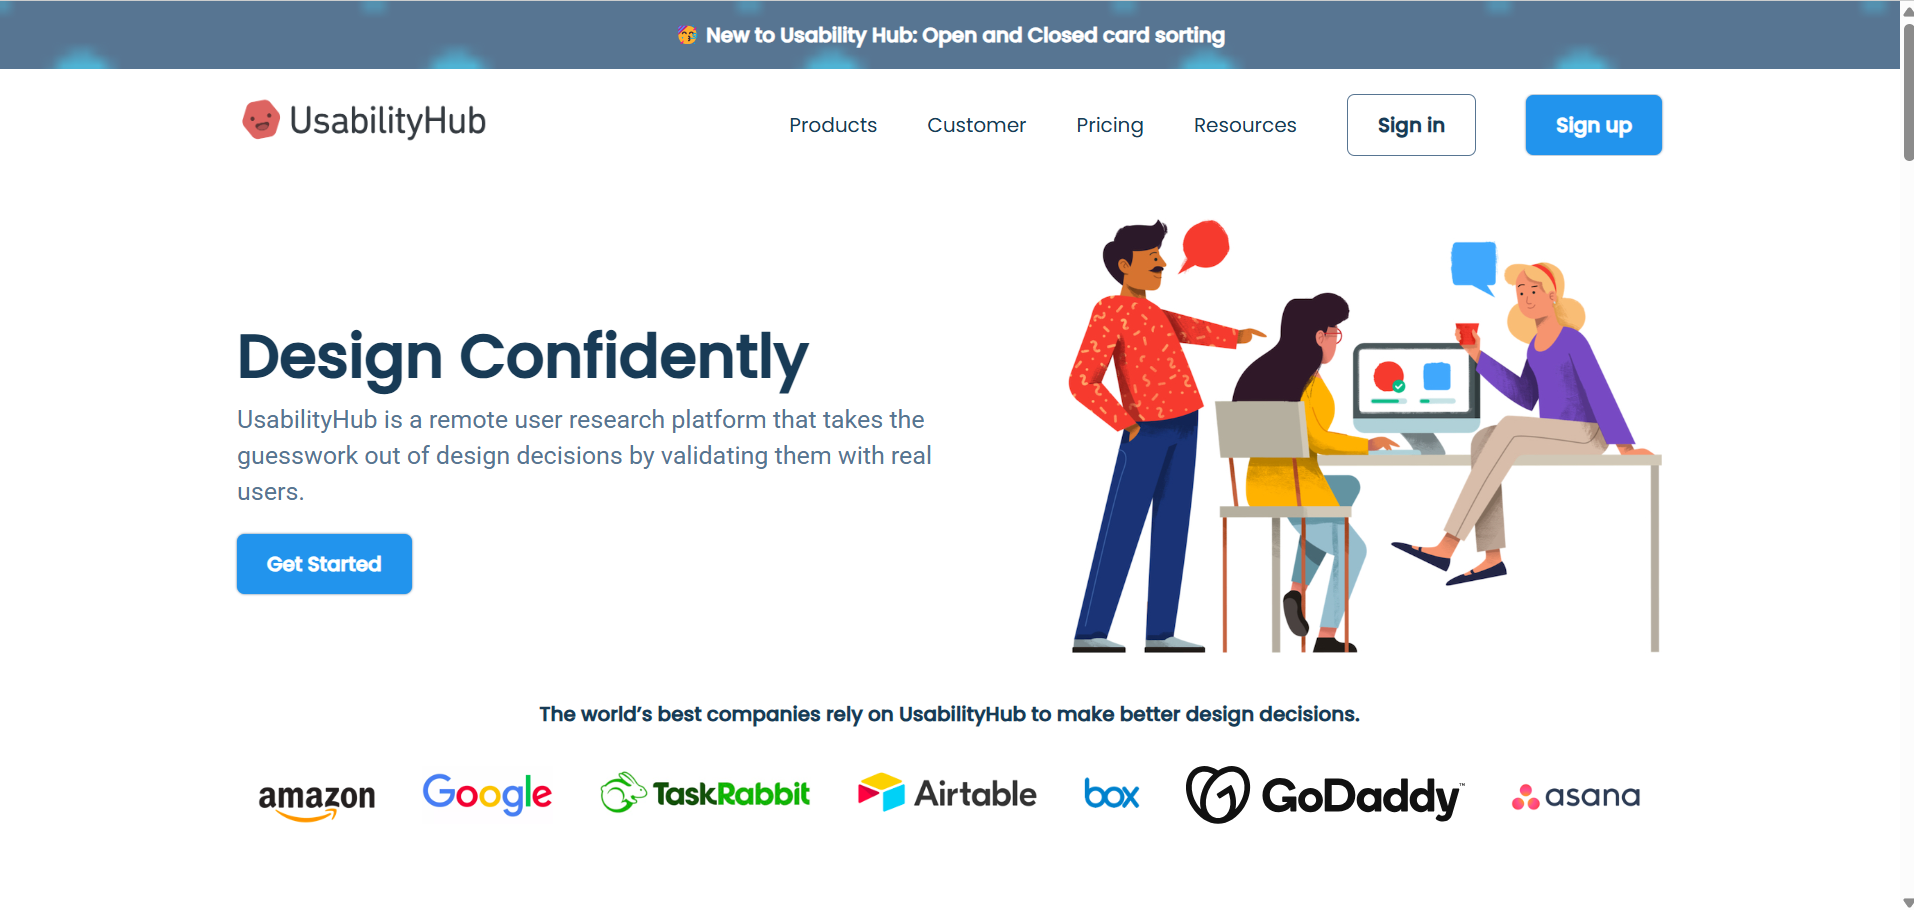 🥳 New to Usability Hub: Open and Closed card sorting
UsabilityHub
Products Customer Pricing Resources Sign in Sign up
Design Confidently
UsabilityHub is a remote user research platform that takes the
guesswork out of design decisions by validating them with real
users.
Get Started
The world’s best companies rely on UsabilityHub to make better design decisions.
amazon Google TaskRabbit Airtable box GoDaddy™ asana